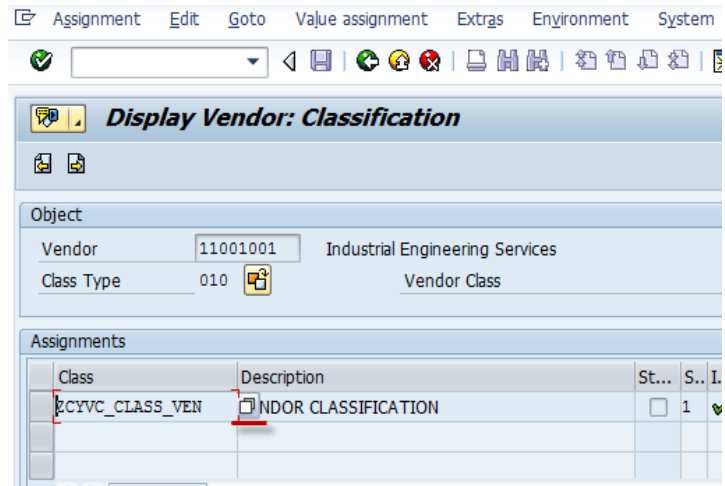 Assignment Edit Goto Value assignment Extras Environment System
Display Vendor: Classification
Object
Vendor 11001001 Industrial Engineering Services
Class Type 010 Vendor Class
Assignments
Class Description St... S.. I.
ZCYVC_CLASS_VEN NDOR CLASSIFICATION 1